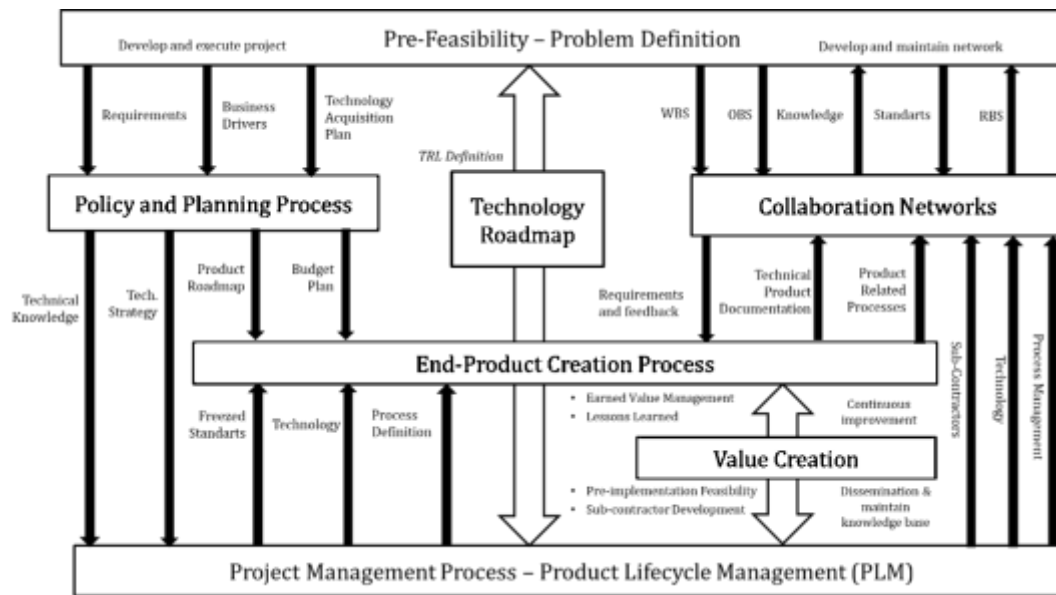 Pre-Feasibility – Problem Definition
Develop and execute project
Develop and maintain network
Requirements
Business
Drivers
Technology
Acquisition
Plan
TRL Definition
WBS
OBS
Knowledge
Standarts
RBS
Policy and Planning Process
Technology
Roadmap
Collaboration Networks
Technical
Knowledge
Tech.
Strategy
Product
Roadmap
Budget
Plan
Requirements
and feedback
Technical
Product
Documentation
Product
Related
Processes
Sub-Contractors
Technology
Process Management
End-Product Creation Process
Freezed
Standarts
Technology
Process
Definition
▪ Earned Value Management
▪ Lessons Learned
Continuous
improvement
Value Creation
▪ Pre-implementation Feasibility
▪ Sub-contractor Development
Dissemination &
maintain
knowledge base
Project Management Process – Product Lifecycle Management (PLM)